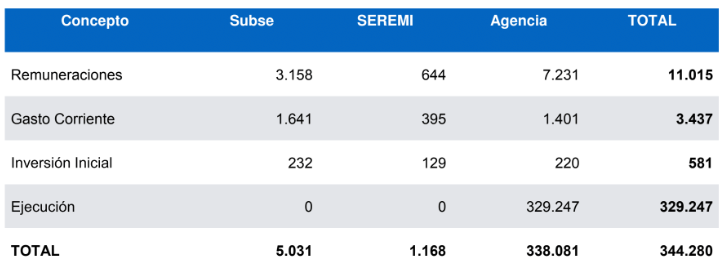 Concepto Subse SEREMI Agencia TOTAL
Remuneraciones 3.158 644 7.231 11.015
Gasto Corriente 1.641 395 1.401 3.437
Inversión Inicial 232 129 220 581
Ejecución 0 0 329.247 329.247
TOTAL 5.031 1.168 338.081 344.280